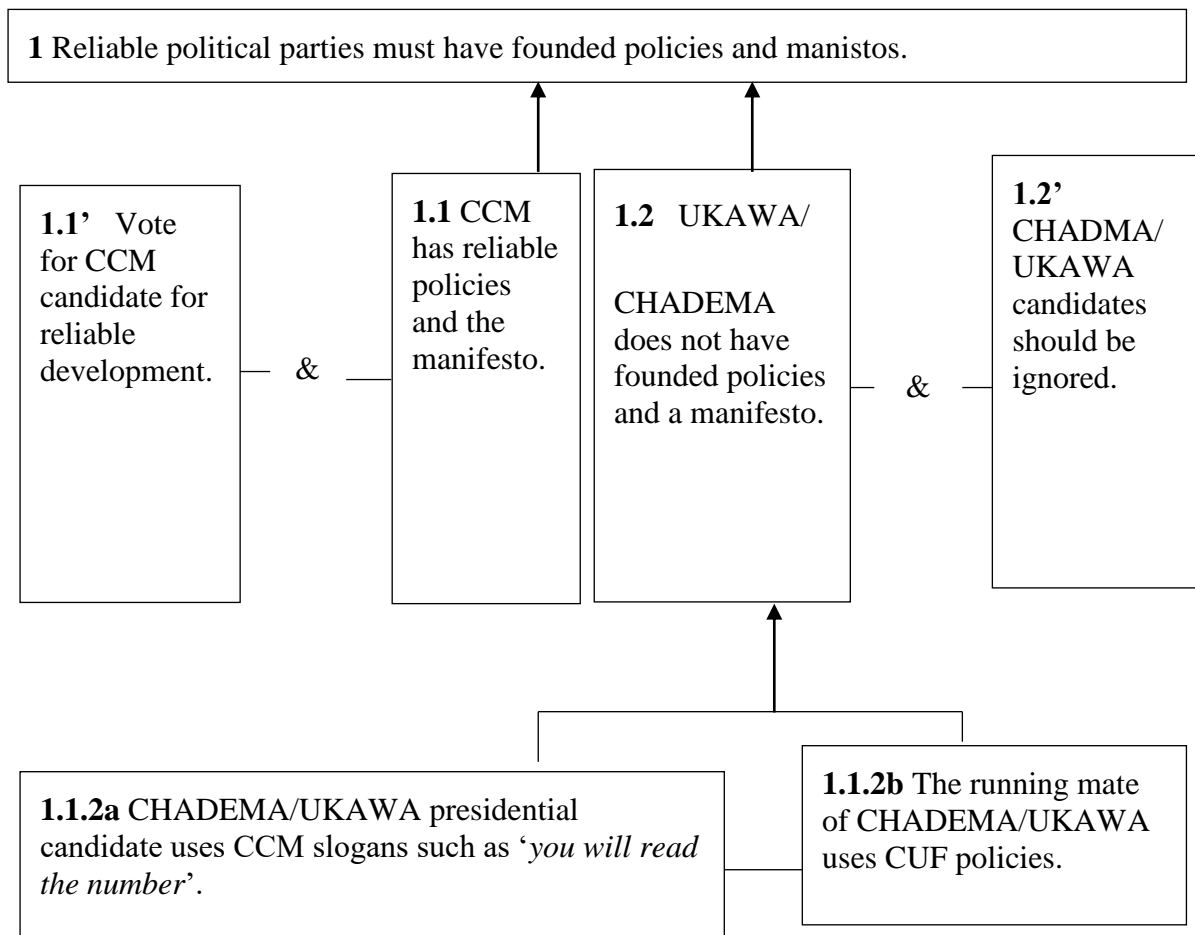 1 Reliable political parties must have founded policies and manistos.
1.1’ Vote
for CCM
candidate for
reliable
development.
&
1.1 CCM
has reliable
policies
and the
manifesto.
1.2 UKAWA/
CHADEMA
does not have
founded policies
and a manifesto.
&
1.2’
CHADMA/
UKAWA
candidates
should be
ignored.
1.1.2a CHADEMA/UKAWA presidential
candidate uses CCM slogans such as ‘you will read
the number’.
1.1.2b The running mate
of CHADEMA/UKAWA
uses CUF policies.